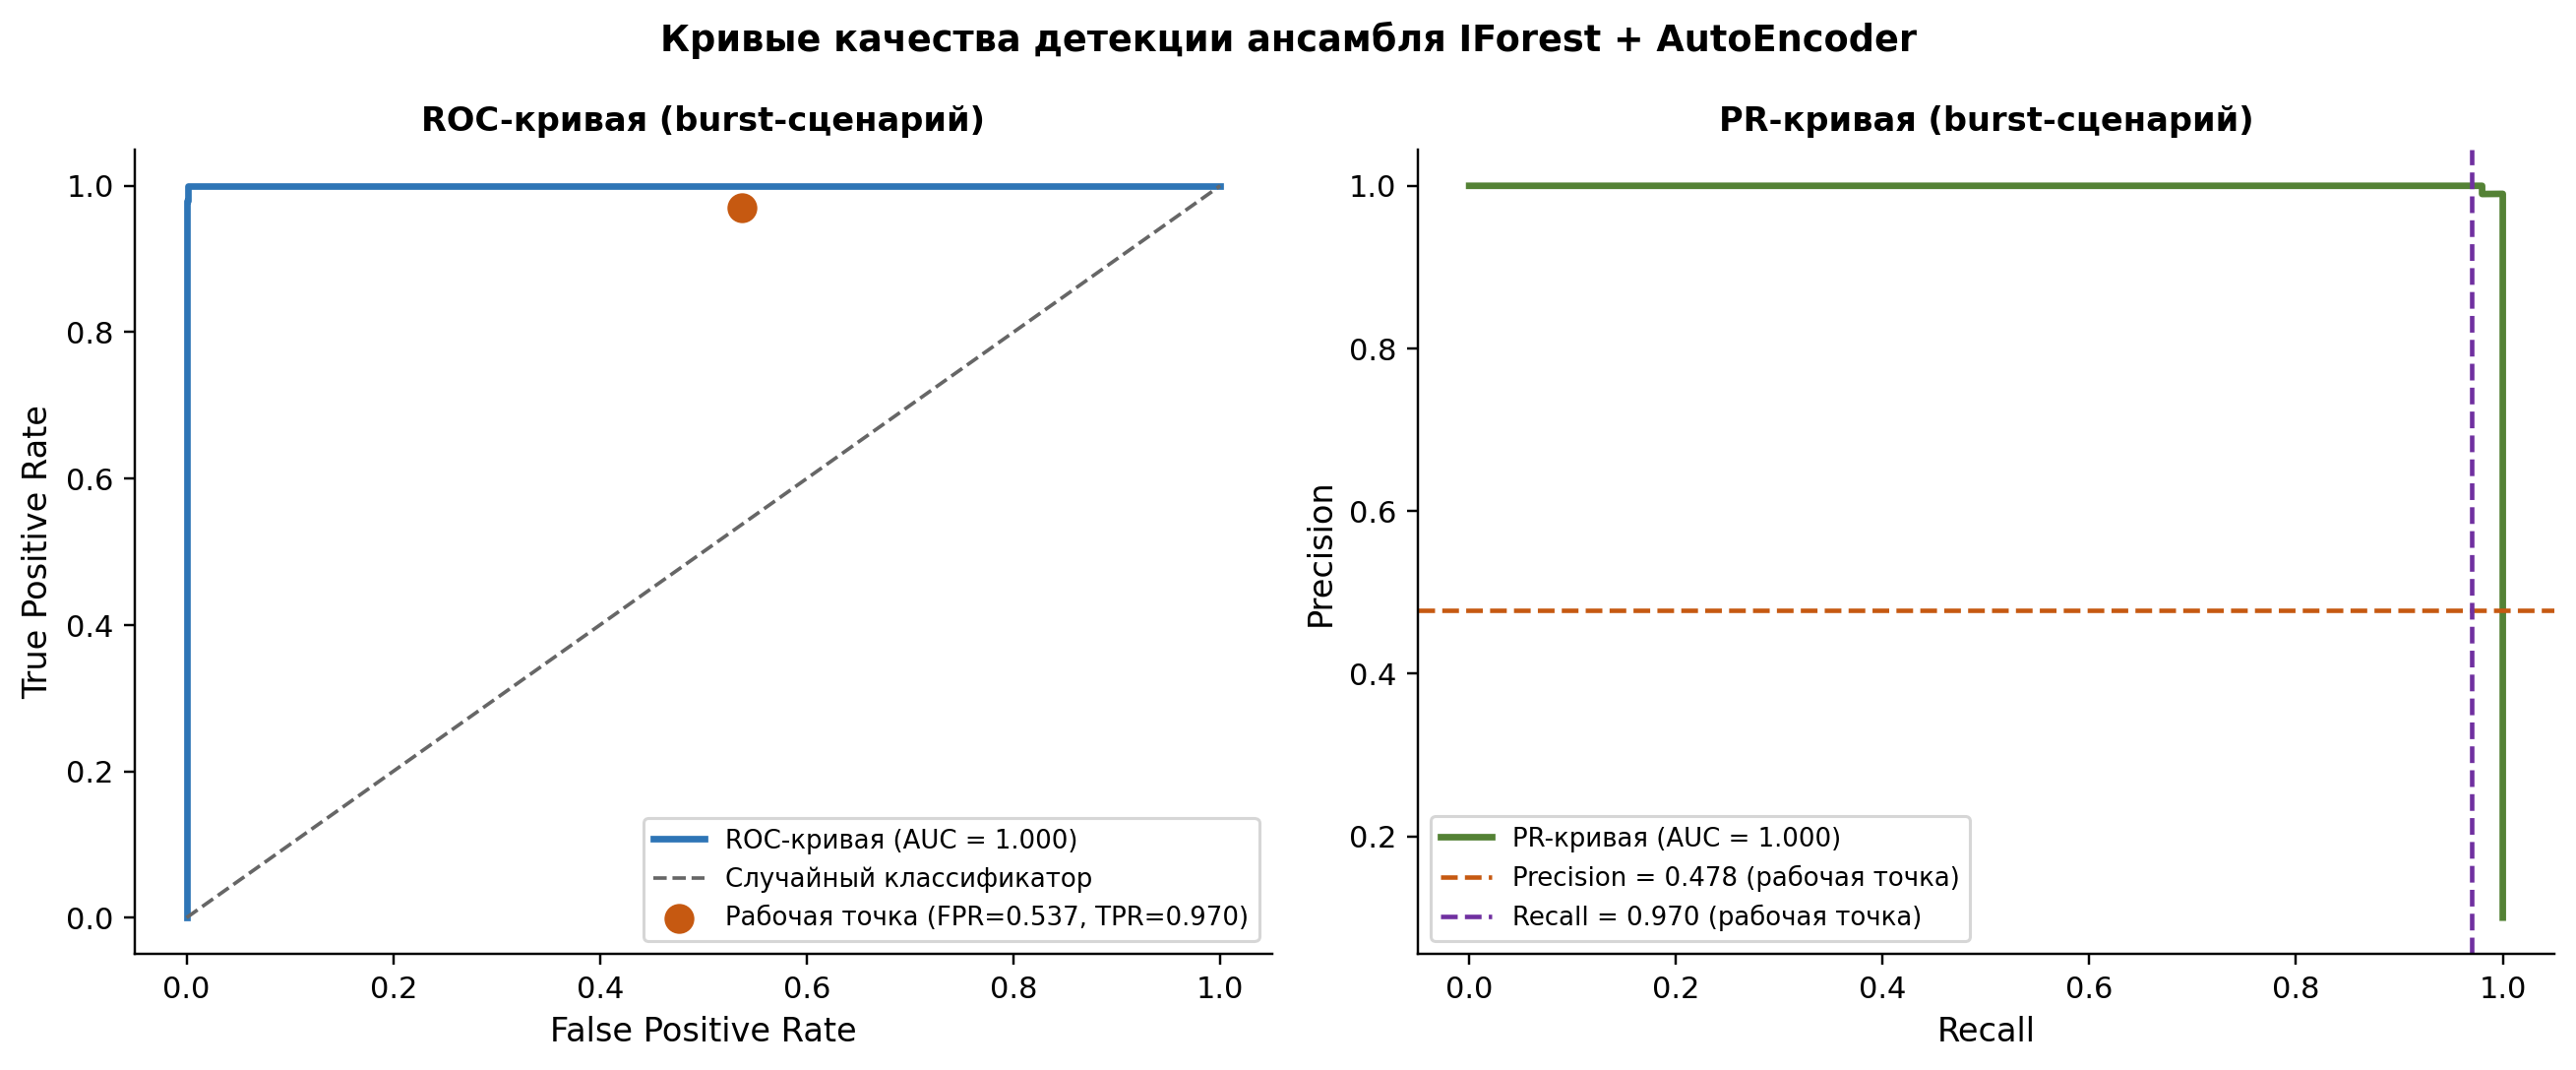 Кривые качества детекции ансамбля IForest + AutoEncoder
ROC-кривая (burst-сценарий)
True Positive Rate
1.0
0.8
0.6
0.4
0.2
0.0
ROC-кривая (AUC = 1.000)
Случайный классификатор
Рабочая точка (FPR=0.537, TPR=0.970)
0.0 0.2 0.4 0.6 0.8 1.0
False Positive Rate
PR-кривая (burst-сценарий)
Precision
1.0
0.8
0.6
0.4
0.2
PR-кривая (AUC = 1.000)
Precision = 0.478 (рабочая точка)
Recall = 0.970 (рабочая точка)
0.0 0.2 0.4 0.6 0.8 1.0
Recall